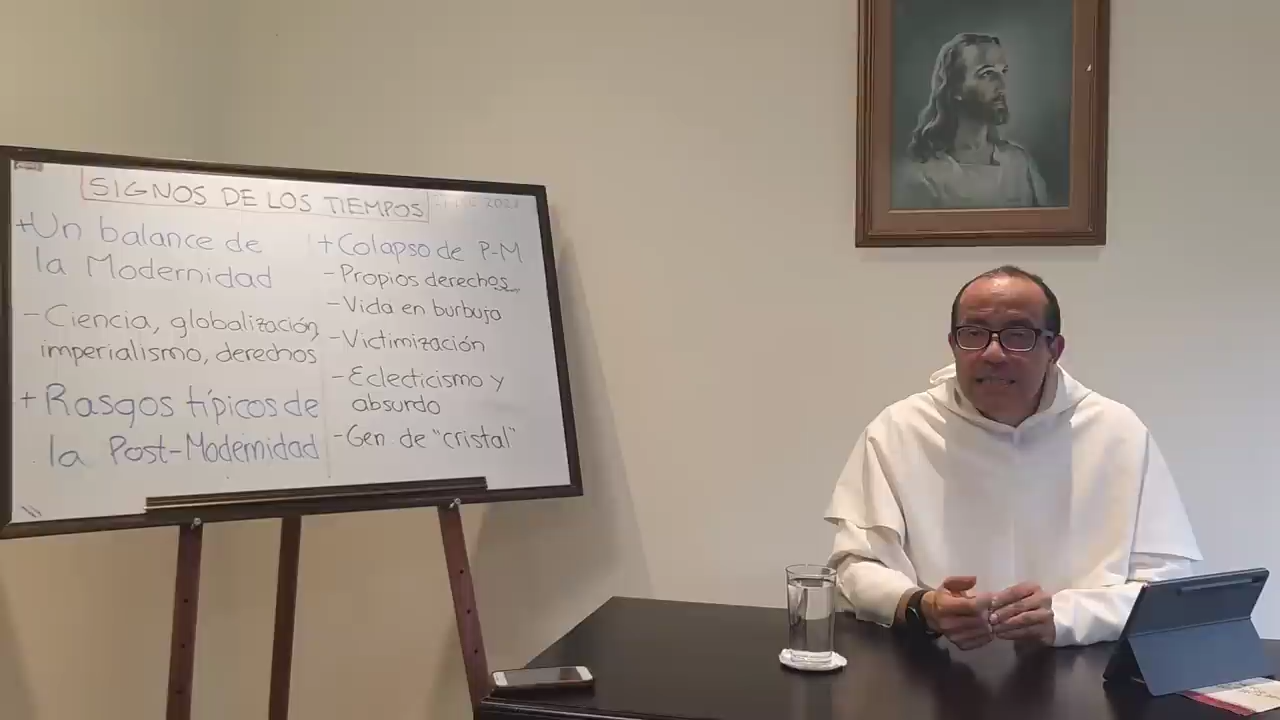 SIGNOS DE LOS TIEMPOS
+Un balance de
la Modernidad
-Ciencia, globalización,
imperialismo, derechos
+Rasgos típicos de
la Post-Modernidad
+Colapso de P-M
-Propios derechos
-Vida en burbuja
-Victimización
-Eclecticismo y
absurdo
-Gen de "cristal"